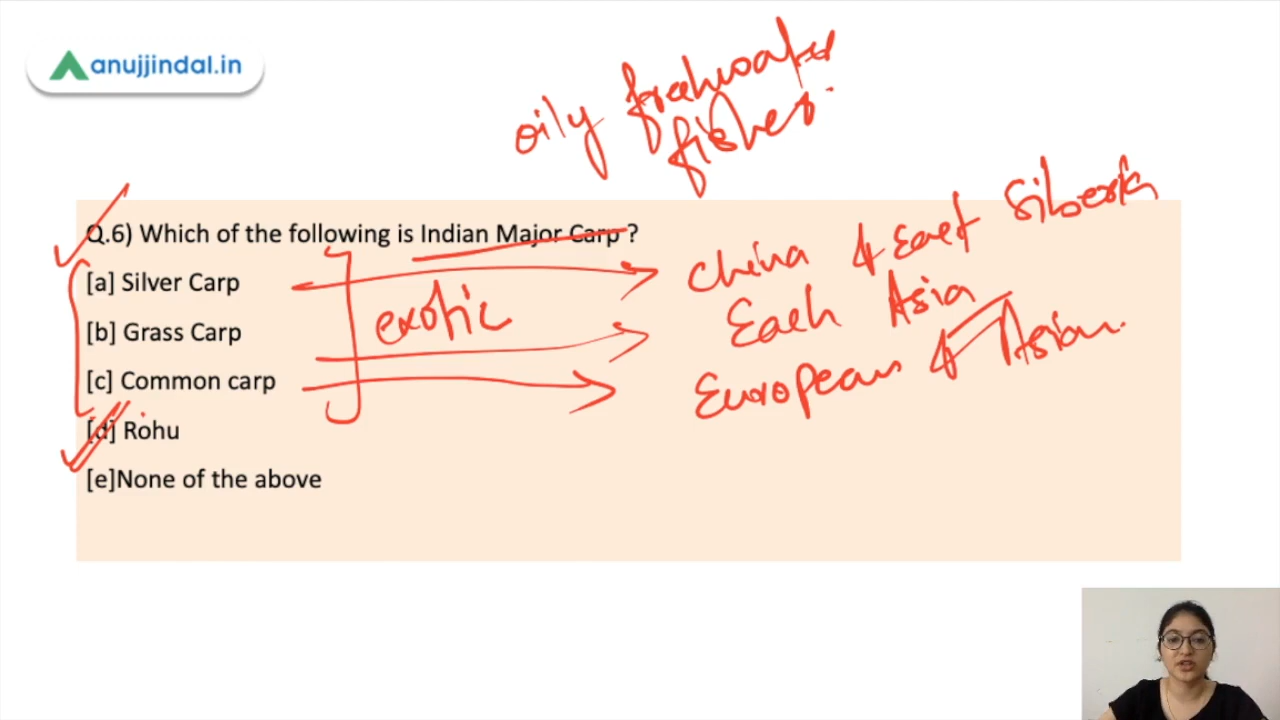 anujjindal.in
oily freshwater
fishes.
Q.6) Which of the following is Indian Major Carp ?
[a] Silver Carp
[b] Grass Carp
[c] Common carp
[d] Rohu
[e]None of the above
exotic
China & East Siberia
East Asia
European & Asian.